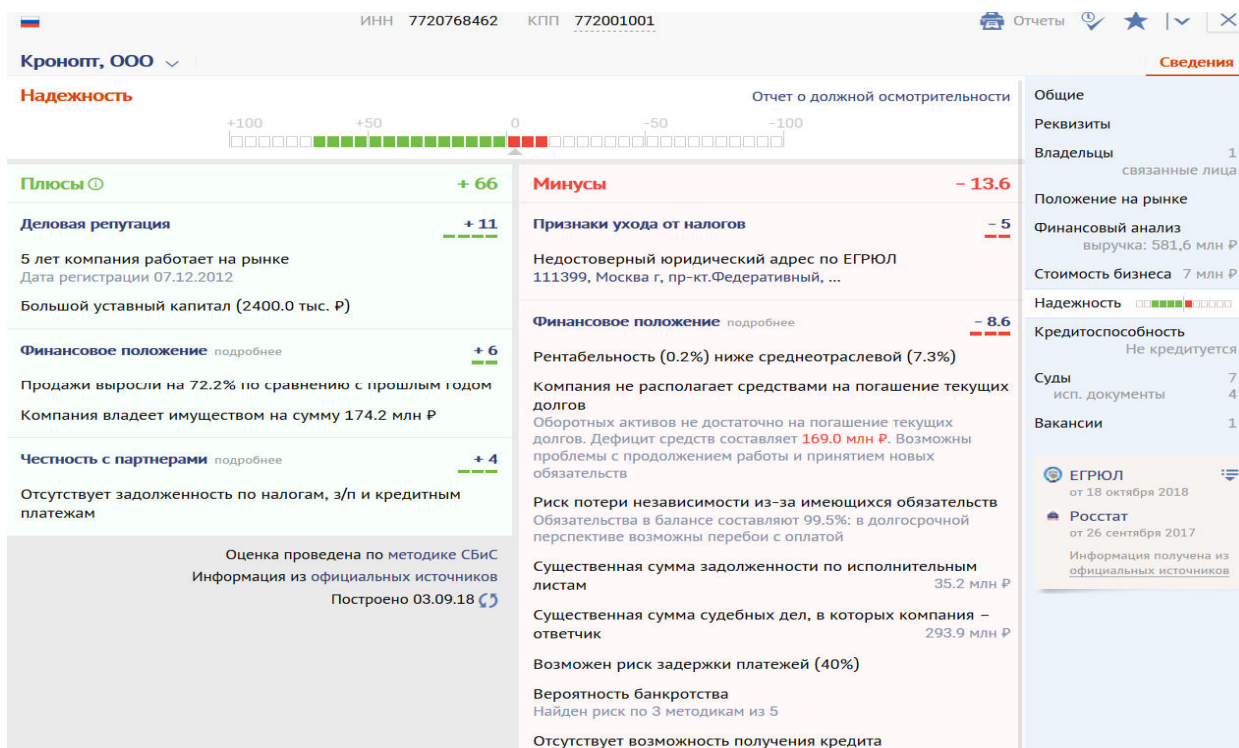 ИНН 7720768462 КПП 772001001 Отчеты
Кронопт, ООО
Сведения
Надежность
Отчет о должной осмотрительности
+100 +50 0 -50 -100
Плюсы + 66
Деловая репутация + 11
5 лет компания работает на рынке
Дата регистрации 07.12.2012
Большой уставный капитал (2400.0 тыс. ₽)
Финансовое положение подробнее + 6
Продажи выросли на 72.2% по сравнению с прошлым годом
Компания владеет имуществом на сумму 174.2 млн ₽
Честность с партнерами подробнее + 4
Отсутствует задолженность по налогам, з/п и кредитным
платежам
Оценка проведена по методике СБиС
Информация из официальных источников
Построено 03.09.18
Минусы - 13.6
Признаки ухода от налогов - 5
Недостоверный юридический адрес по ЕГРЮЛ
111399, Москва г, пр-кт.Федеративный, ...
Финансовое положение подробнее - 8.6
Рентабельность (0.2%) ниже среднеотраслевой (7.3%)
Компания не располагает средствами на погашение текущих
долгов
Оборотных активов не достаточно на погашение текущих
долгов. Дефицит средств составляет 169.0 млн ₽. Возможны
проблемы с продолжением работы и принятием новых
обязательств
Риск потери независимости из-за имеющихся обязательств
Обязательства в балансе составляют 99.5%: в долгосрочной
перспективе возможны перебои с оплатой
Существенная сумма задолженности по исполнительным
листам 35.2 млн ₽
Существенная сумма судебных дел, в которых компания –
ответчик 293.9 млн ₽
Возможен риск задержки платежей (40%)
Вероятность банкротства
Найден риск по 3 методикам из 5
Отсутствует возможность получения кредита
Общие
Реквизиты
Владельцы 1
связанные лица
Положение на рынке
Финансовый анализ
выручка: 581,6 млн ₽
Стоимость бизнеса 7 млн ₽
Надежность
Кредитоспособность
Не кредитуется
Суды 7
исп. документы 4
Вакансии 1
ЕГРЮЛ
от 18 октября 2018
Росстат
от 26 сентября 2017
Информация получена из
официальных источников